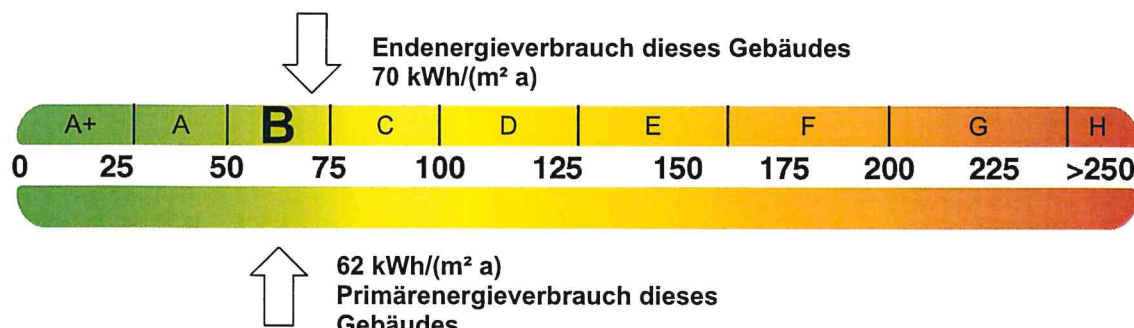 Endenergieverbrauch dieses Gebäudes
70 kWh/(m² a)
A+ A B C D E F G H
0 25 50 75 100 125 150 175 200 225 >250
62 kWh/(m² a)
Primärenergieverbrauch dieses
Gebäudes